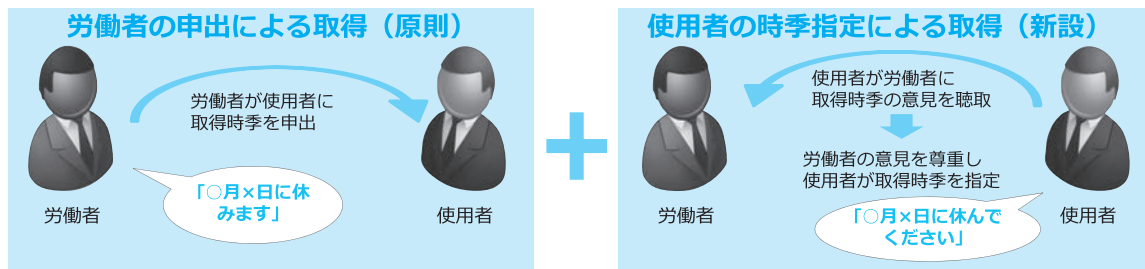 労働者の申出による取得（原則）
労働者が使用者に
取得時季を申出
「○月×日に休
みます」
労働者
使用者
＋
使用者の時季指定による取得（新設）
使用者が労働者に
取得時季の意見を聴取
労働者の意見を尊重し
使用者が取得時季を指定
「○月×日に休んで
ください」
労働者
使用者